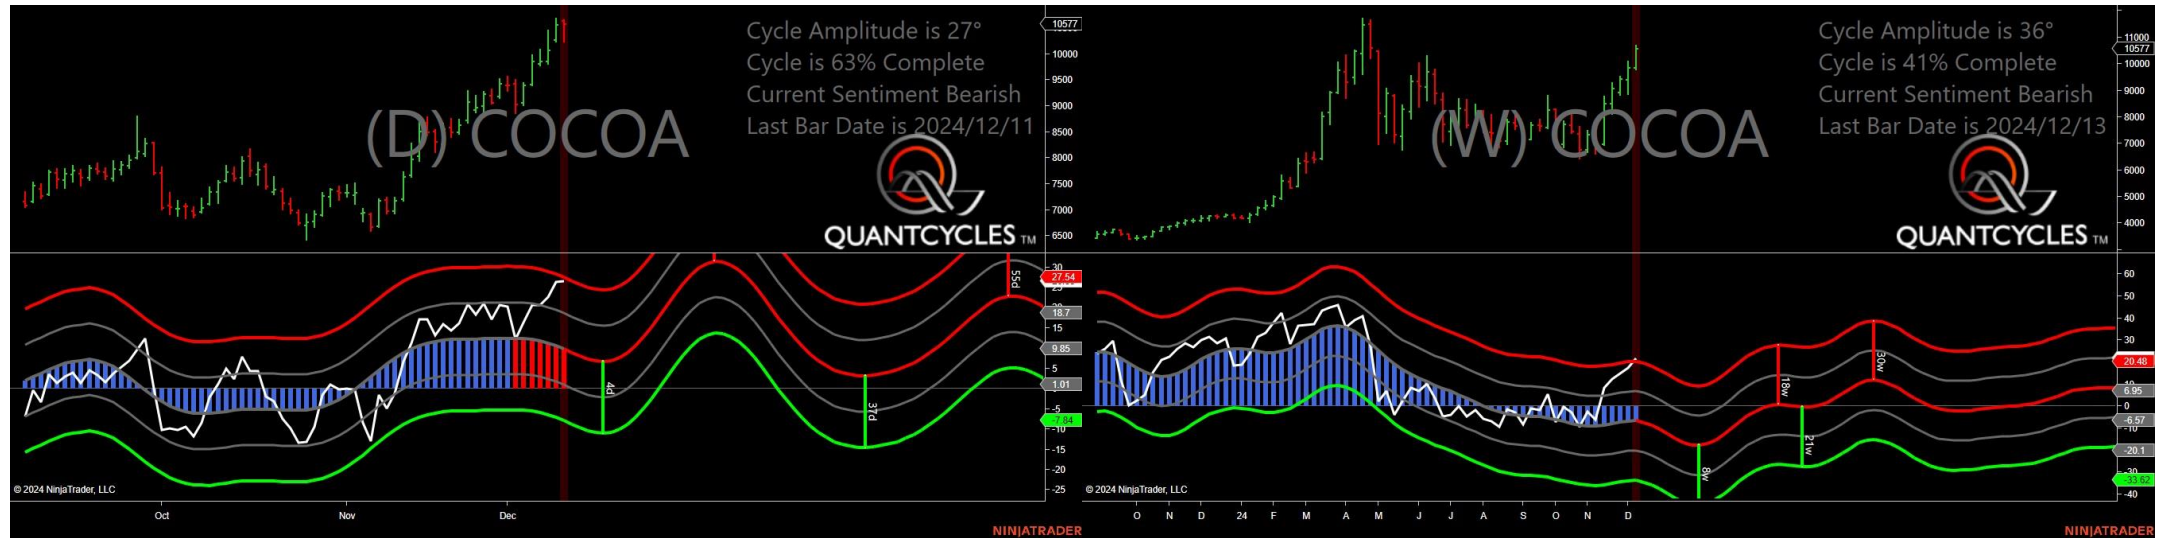 Cycle Amplitude is 27°
Cycle is 63% Complete
Current Sentiment Bearish
Last Bar Date is 2024/12/11
(D) COCOA
QUANTCYCLES TM
10577
10000
9500
9000
8500
8000
7500
7000
6500
30
27.54
25
18.7
15
9.85
5
1.01
-5
-7.84
-10
-15
-20
-25
4d
37d
55d
© 2024 NinjaTrader, LLC
Oct Nov Dec
NINJATRADER
Cycle Amplitude is 36°
Cycle is 41% Complete
Current Sentiment Bearish
Last Bar Date is 2024/12/13
(W) COCOA
QUANTCYCLES TM
11000
10577
10000
9000
8000
7000
6000
5000
4000
60
50
40
30
20.48
10
6.95
0
-6.57
-10
-20.1
-30
-33.62
-40
8w
18w
21w
30w
© 2024 NinjaTrader, LLC
O N D 24 F M A M J J A S O N D
NINJATRADER